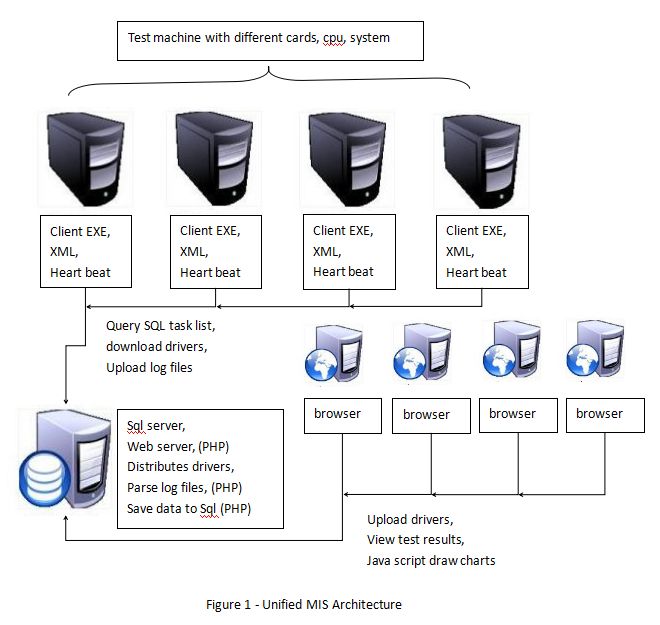 Test machine with different cards, cpu, system
Client EXE,
XML,
Heart beat
Client EXE,
XML,
Heart beat
Client EXE,
XML,
Heart beat
Client EXE,
XML,
Heart beat
Query SQL task list,
download drivers,
Upload log files
browser
browser
browser
browser
Sql server,
Web server, (PHP)
Distributes drivers,
Parse log files, (PHP)
Save data to Sql (PHP)
Upload drivers,
View test results,
Java script draw charts
Figure 1 - Unified MIS Architecture